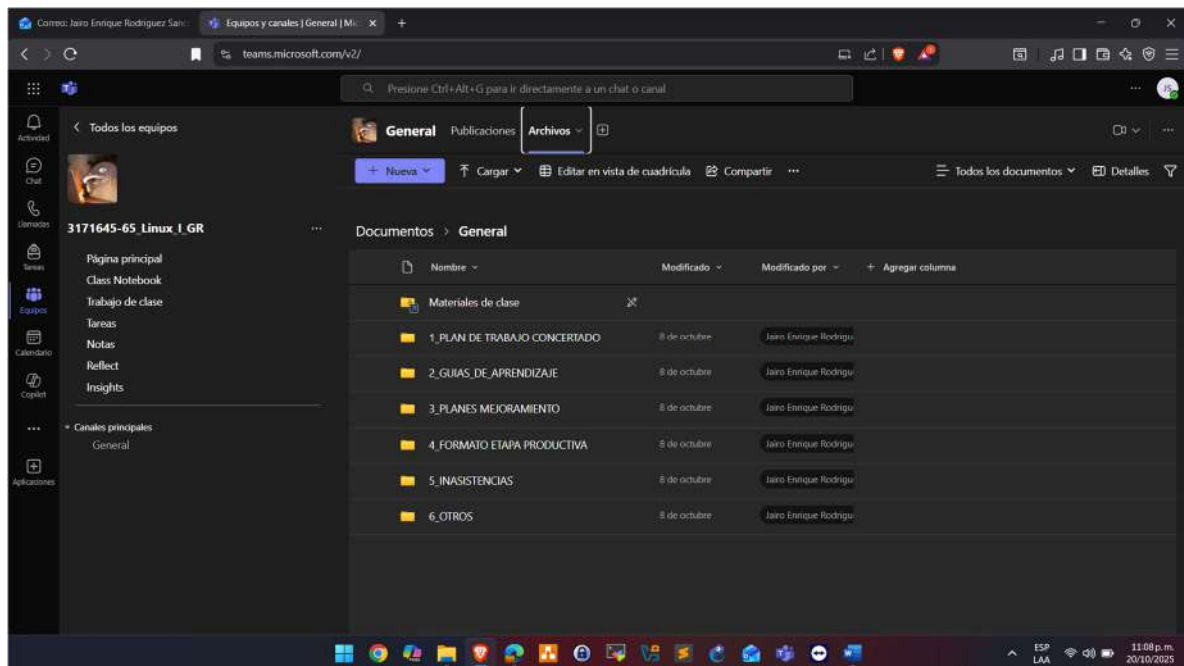 Correo: Jairo Enrique Rodriguez San
Equipos y canales | General | Mi
teams.microsoft.com/v2/
Presione Ctrl+Alt+G para ir directamente a un chat o canal
JS
Actividad
Chat
Llamadas
Tareas
Equipos
Calendario
Copilot
Aplicaciones
Todos los equipos
3171645-65_Linux_I_GR
Página principal
Class Notebook
Trabajo de clase
Tareas
Notas
Reflect
Insights
Canales principales
General
General Publicaciones Archivos
Nueva Cargar Editar en vista de cuadrícula Compartir Todos los documentos Detalles
Documentos > General
Nombre Modificado Modificado por + Agregar columna
Materiales de clase
1_PLAN DE TRABAJO CONCERTADO 8 de octubre Jairo Enrique Rodrigu
2_GUIAS_DE_APRENDIZAJE 8 de octubre Jairo Enrique Rodrigu
3_PLANES MEJORAMIENTO 8 de octubre Jairo Enrique Rodrigu
4_FORMATO ETAPA PRODUCTIVA 8 de octubre Jairo Enrique Rodrigu
5_INASISTENCIAS 8 de octubre Jairo Enrique Rodrigu
6_OTROS 8 de octubre Jairo Enrique Rodrigu
ESP
LAA
11:08 p.m.
20/10/2025